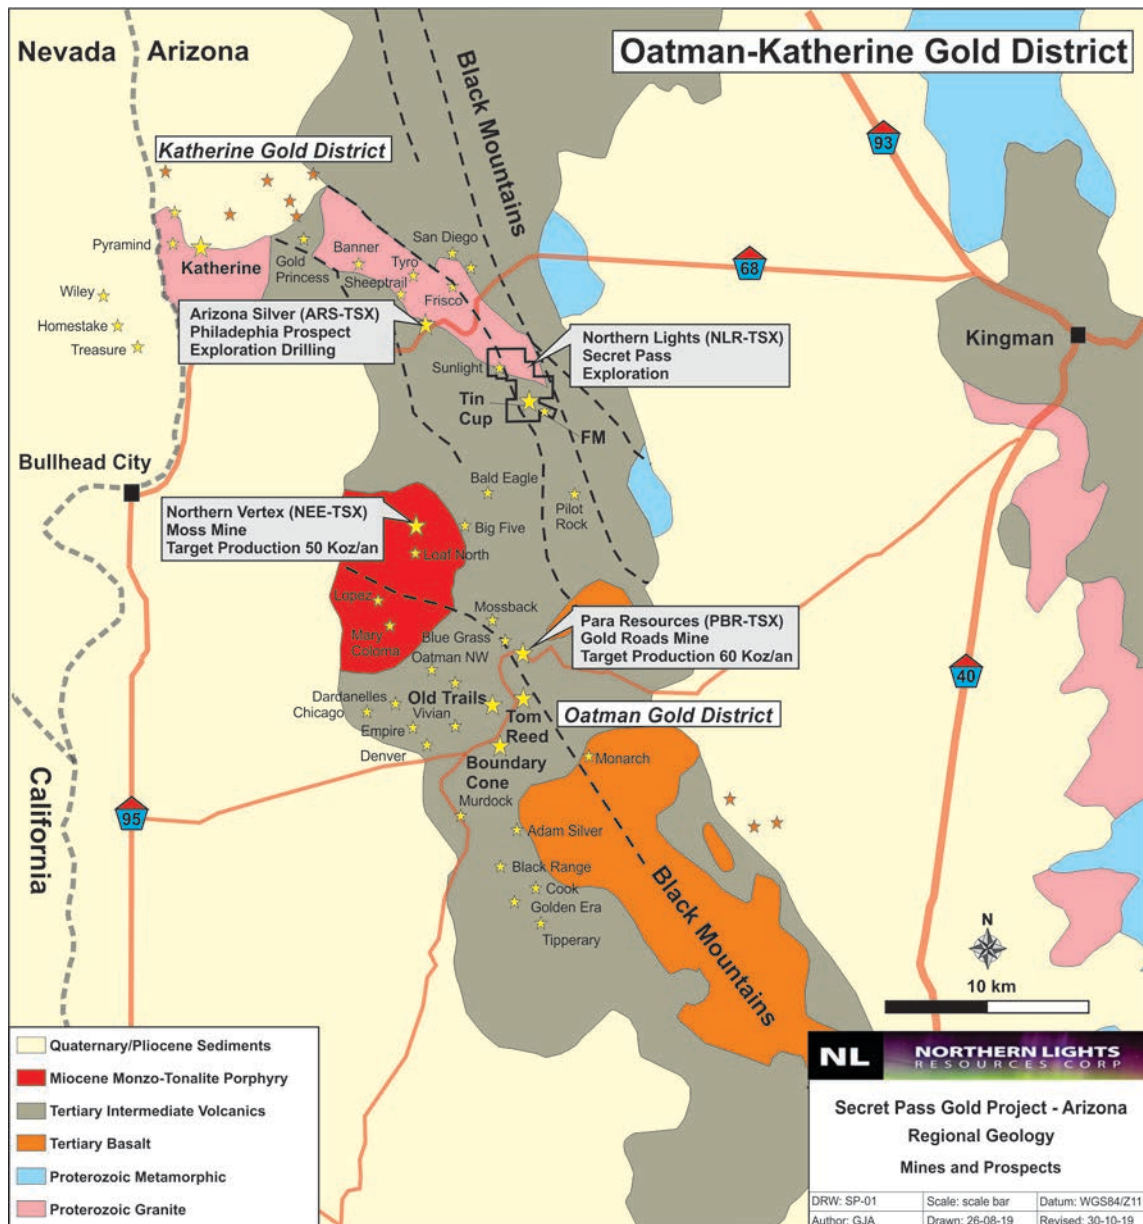 Nevada
Arizona
Oatman-Katherine Gold District
Black Mountains
93
Katherine Gold District
68
Pyramind
Katherine
Gold
Princess
Banner
Tyro
San Diego
Sheeptrail
Frisco
Wiley
Homestake
Treasure
Arizona Silver (ARS-TSX)
Philadephia Prospect
Exploration Drilling
Northern Lights (NLR-TSX)
Secret Pass
Exploration
Kingman
Sunlight
Tin
Cup
FM
Bullhead City
Bald Eagle
Pilot
Rock
Big Five
Northern Vertex (NEE-TSX)
Moss Mine
Target Production 50 Koz/an
Leaf North
Lopez
Mary
Coloma
Mossback
Blue Grass
Oatman NW
Para Resources (PBR-TSX)
Gold Roads Mine
Target Production 60 Koz/an
40
Dardanelles
Chicago
Old Trails
Vivian
Empire
Denver
Tom
Reed
Oatman Gold District
Boundary
Cone
Monarch
California
95
Murdock
Adam Silver
Black Range
Cook
Golden Era
Tipperary
Black Mountains
N
10 km
Quaternary/Pliocene Sediments
Miocene Monzo-Tonalite Porphyry
Tertiary Intermediate Volcanics
Tertiary Basalt
Proterozoic Metamorphic
Proterozoic Granite
NL
NORTHERN LIGHTS
RESOURCES CORP
Secret Pass Gold Project - Arizona
Regional Geology
Mines and Prospects
DRW: SP-01
Scale: scale bar
Datum: WGS84/Z11
Author: GJA
Drawn: 26-08-19
Revised: 30-10-19